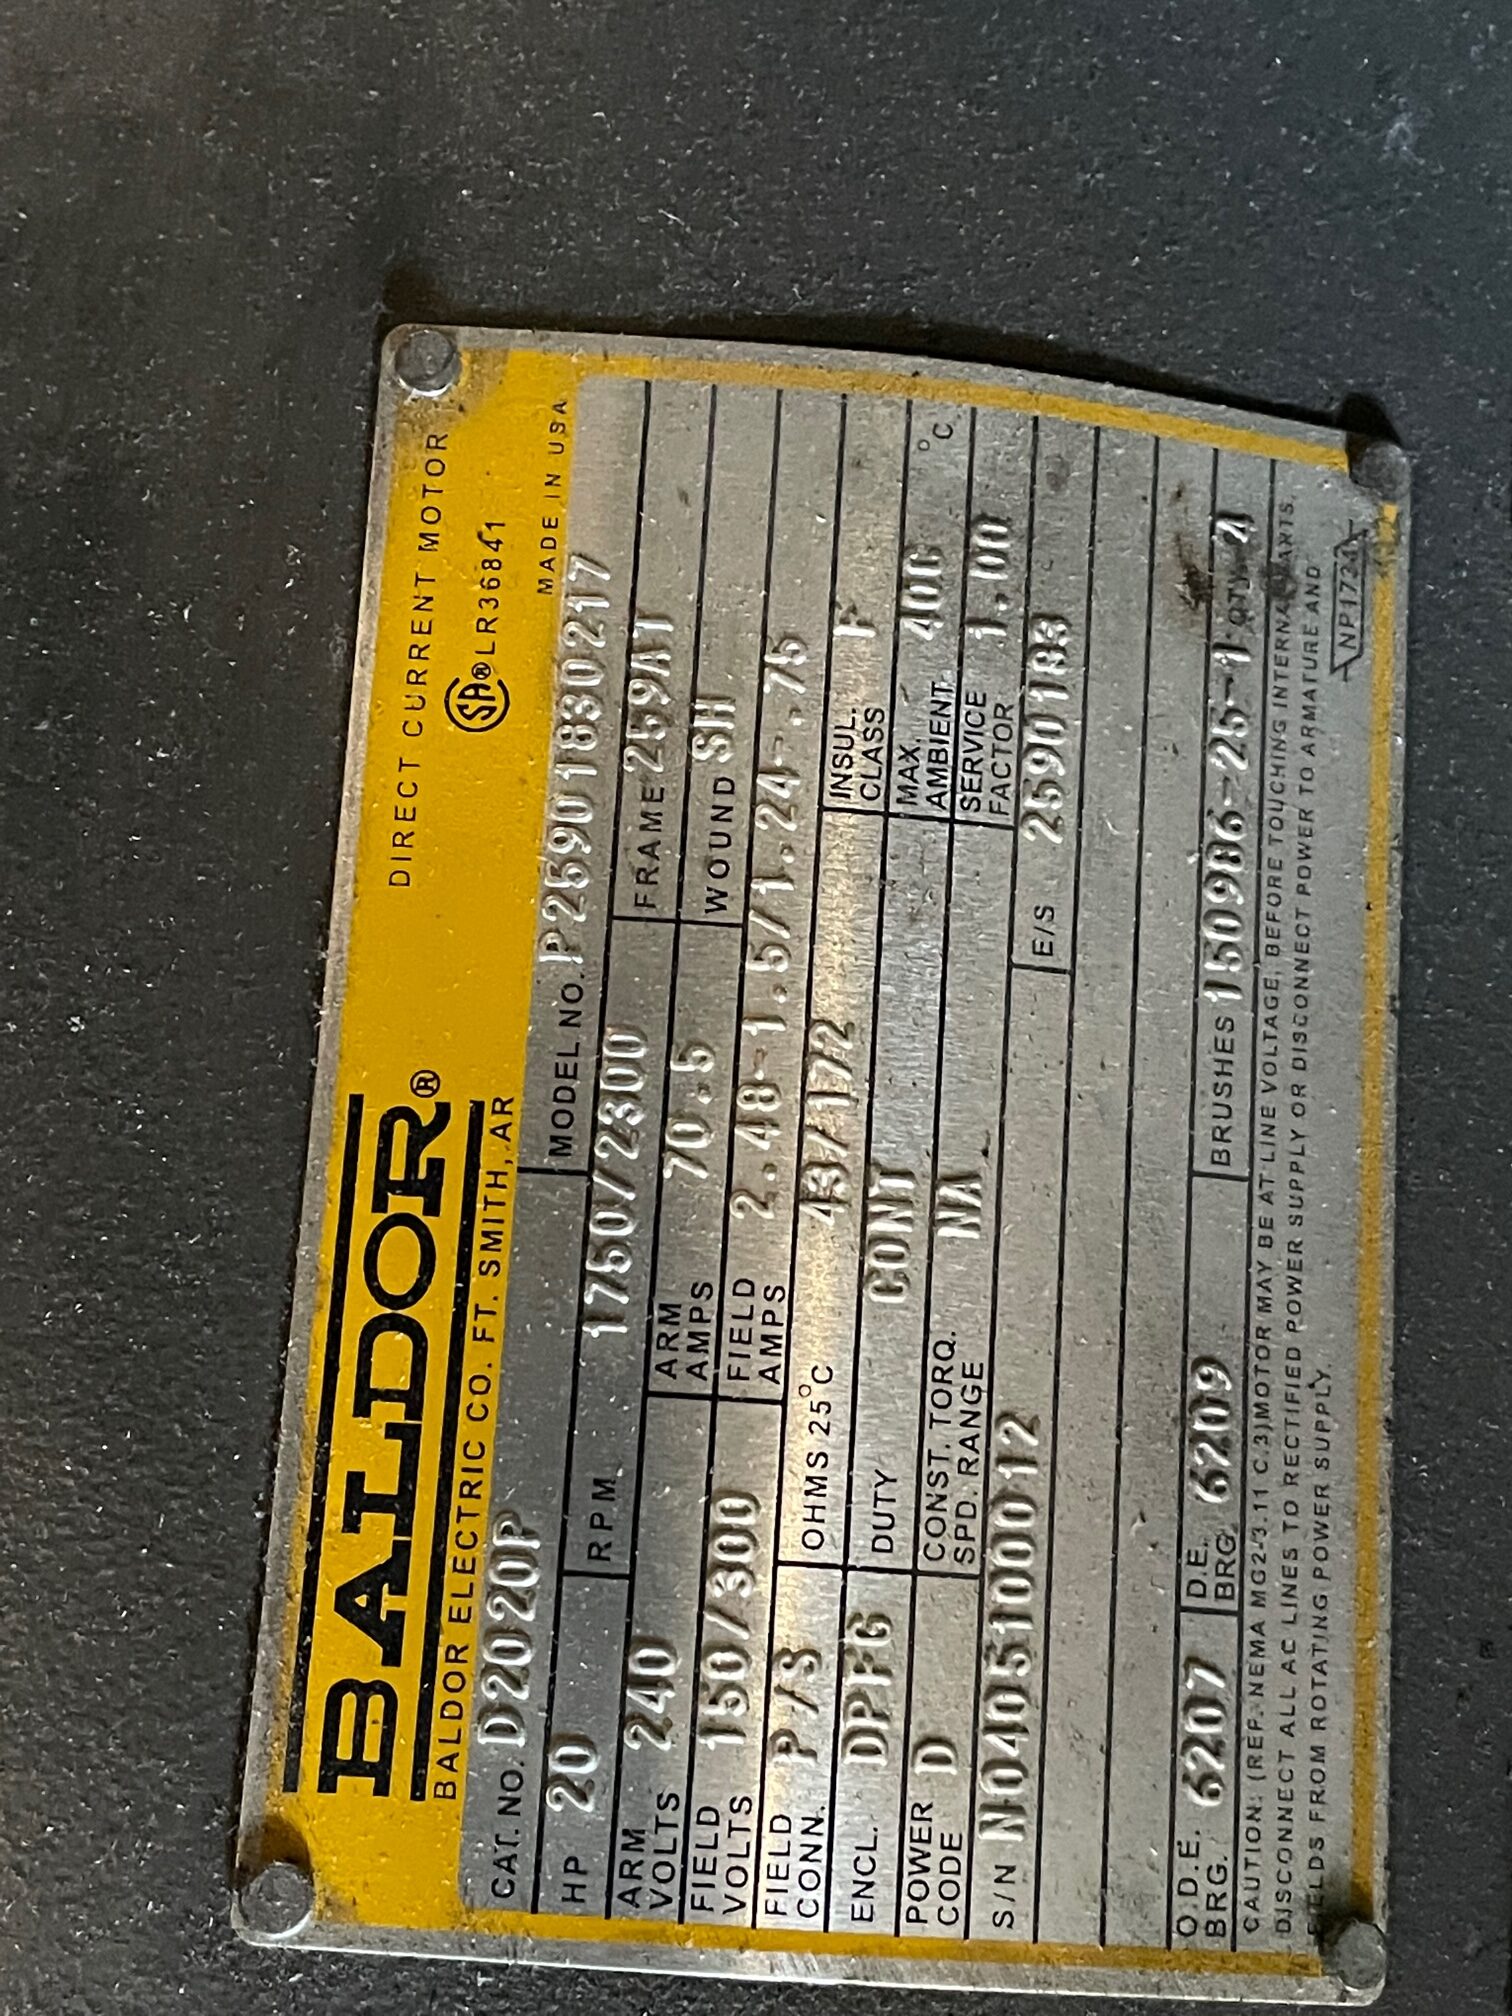 BALDOR®
DIRECT CURRENT MOTOR
SA® LR36841
BALDOR ELECTRIC CO. FT. SMITH, AR
MADE IN USA
CAT. NO. D2020P MODEL NO. P25901830217
HP 20 RPM 1750/2300 FRAME 259AT
ARM VOLTS 240 ARM AMPS 70.5 WOUND SH
FIELD VOLTS 150/300 FIELD AMPS 2.48-1.5/1.24-.75
FIELD CONN. P/S OHMS 25°C 43/172 INSUL. CLASS F
ENCL. DPFG DUTY CONT MAX. AMBIENT 40C °C
POWER CODE D CONST. TORQ. SPD. RANGE NA SERVICE FACTOR 1.00
S/N N0405100012 E/S 2590183
O.D.E. BRG. 6207 D.E. BRG. 6209 BRUSHES 150986-25-1 QTY. 4
CAUTION: (REF. NEMA MG2-3.11 C.3) MOTOR MAY BE AT LINE VOLTAGE, BEFORE TOUCHING INTERNAL PARTS,
DISCONNECT ALL AC LINES TO RECTIFIED POWER SUPPLY OR DISCONNECT POWER TO ARMATURE AND
FIELDS FROM ROTATING POWER SUPPLY.